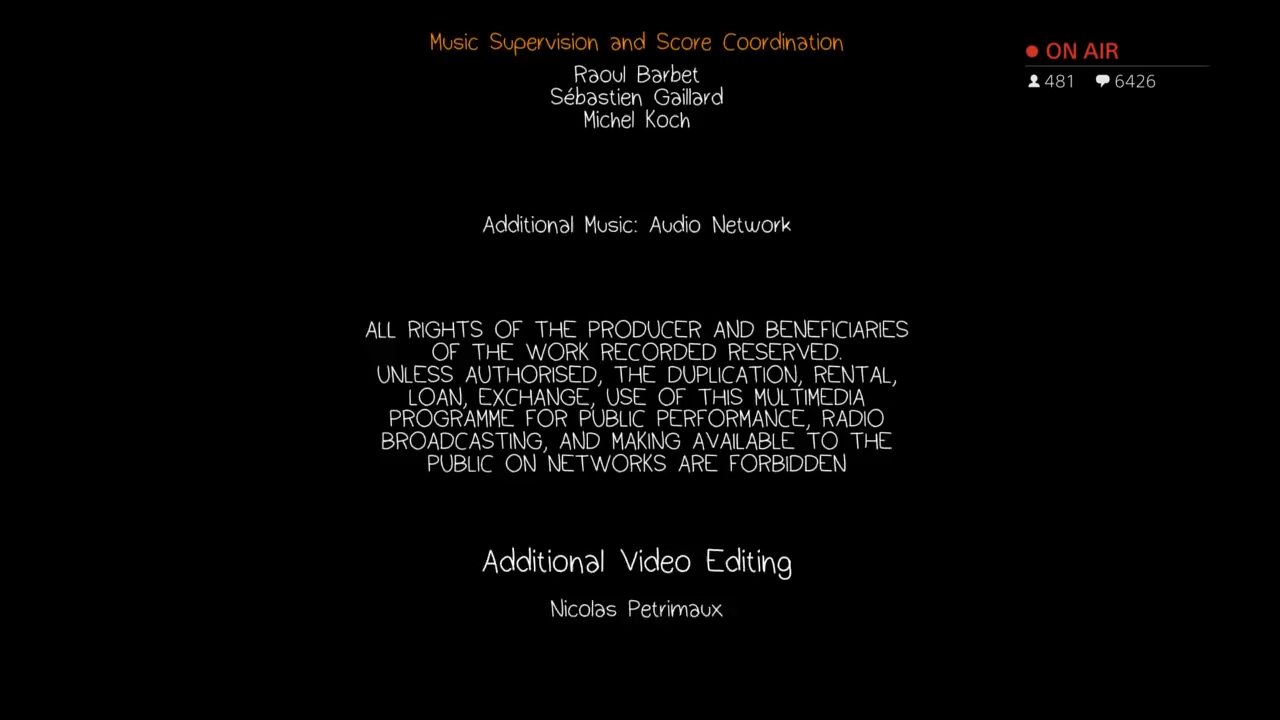 Music Supervision and Score Coordination
Raoul Barbet
Sébastien Gaillard
Michel Koch
ON AIR
481 6426
Additional Music: Audio Network
ALL RIGHTS OF THE PRODUCER AND BENEFICIARIES
OF THE WORK RECORDED RESERVED.
UNLESS AUTHORISED, THE DUPLICATION, RENTAL,
LOAN, EXCHANGE, USE OF THIS MULTIMEDIA
PROGRAMME FOR PUBLIC PERFORMANCE, RADIO
BROADCASTING, AND MAKING AVAILABLE TO THE
PUBLIC ON NETWORKS ARE FORBIDDEN
Additional Video Editing
Nicolas Petrimaux